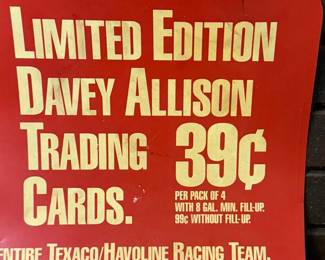 LIMITED EDITION
DAVEY ALLISON
TRADING
CARDS.
39¢
PER PACK OF 4
WITH 8 GAL. MIN. FILL-UP.
99¢ WITHOUT FILL-UP.
ENTIRE TEXACO/HAVOLINE RACING TEAM.